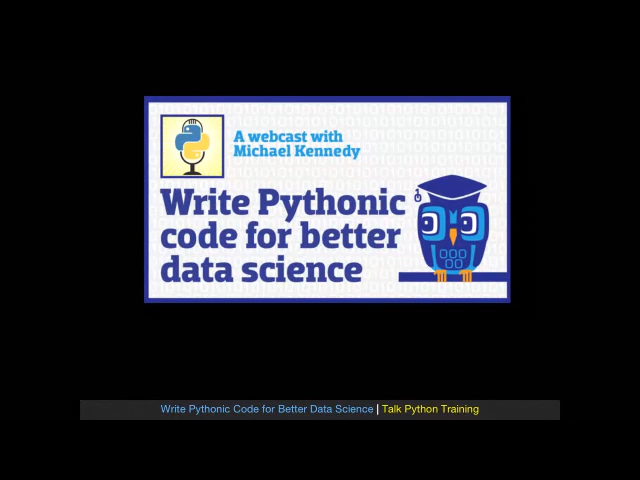 A webcast with
Michael Kennedy
Write Pythonic
code for better
data science
Write Pythonic Code for Better Data Science | Talk Python Training